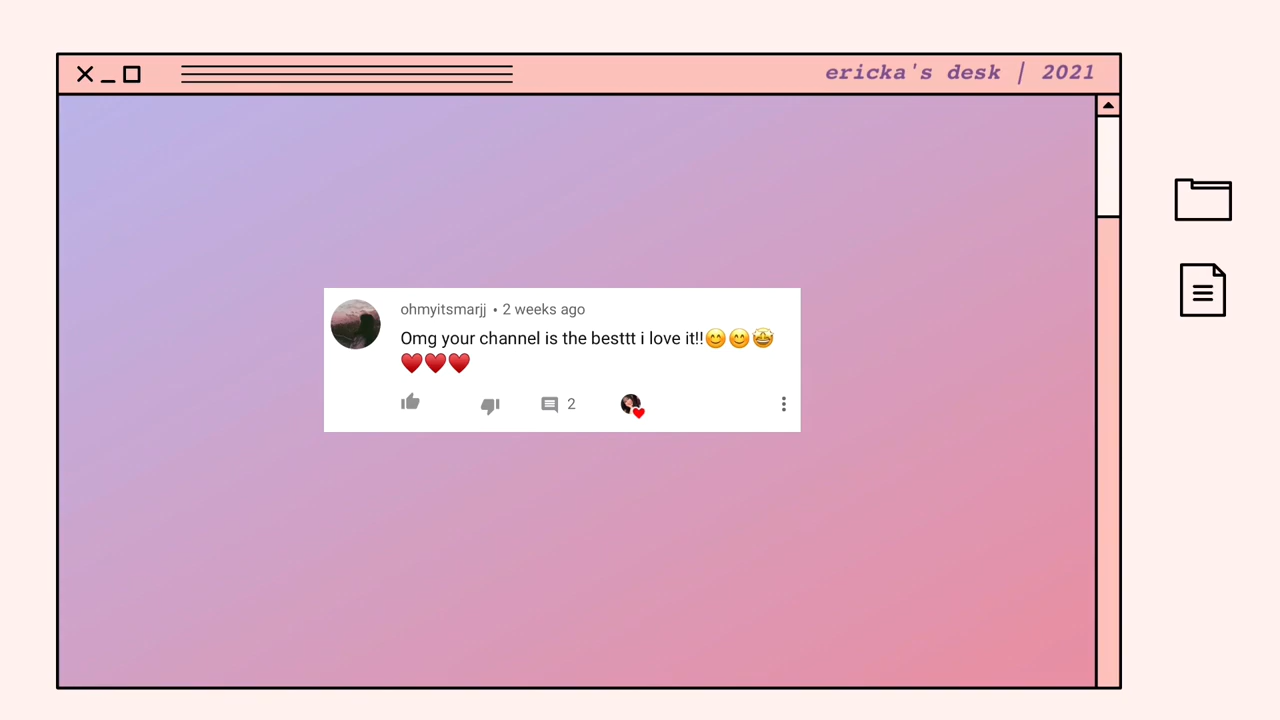 ericka's desk | 2021
ohmyitsmarjj • 2 weeks ago
Omg your channel is the besttt i love it!!😊😊🤩
❤️❤️❤️
2